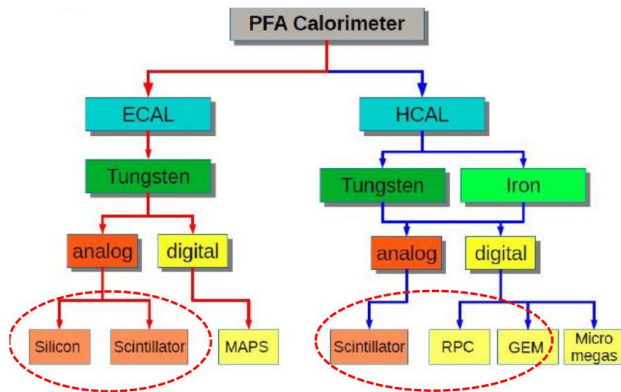 PFA Calorimeter
ECAL HCAL
Tungsten Tungsten Iron
analog digital analog digital
Silicon Scintillator MAPS Scintillator RPC GEM Micro
megas